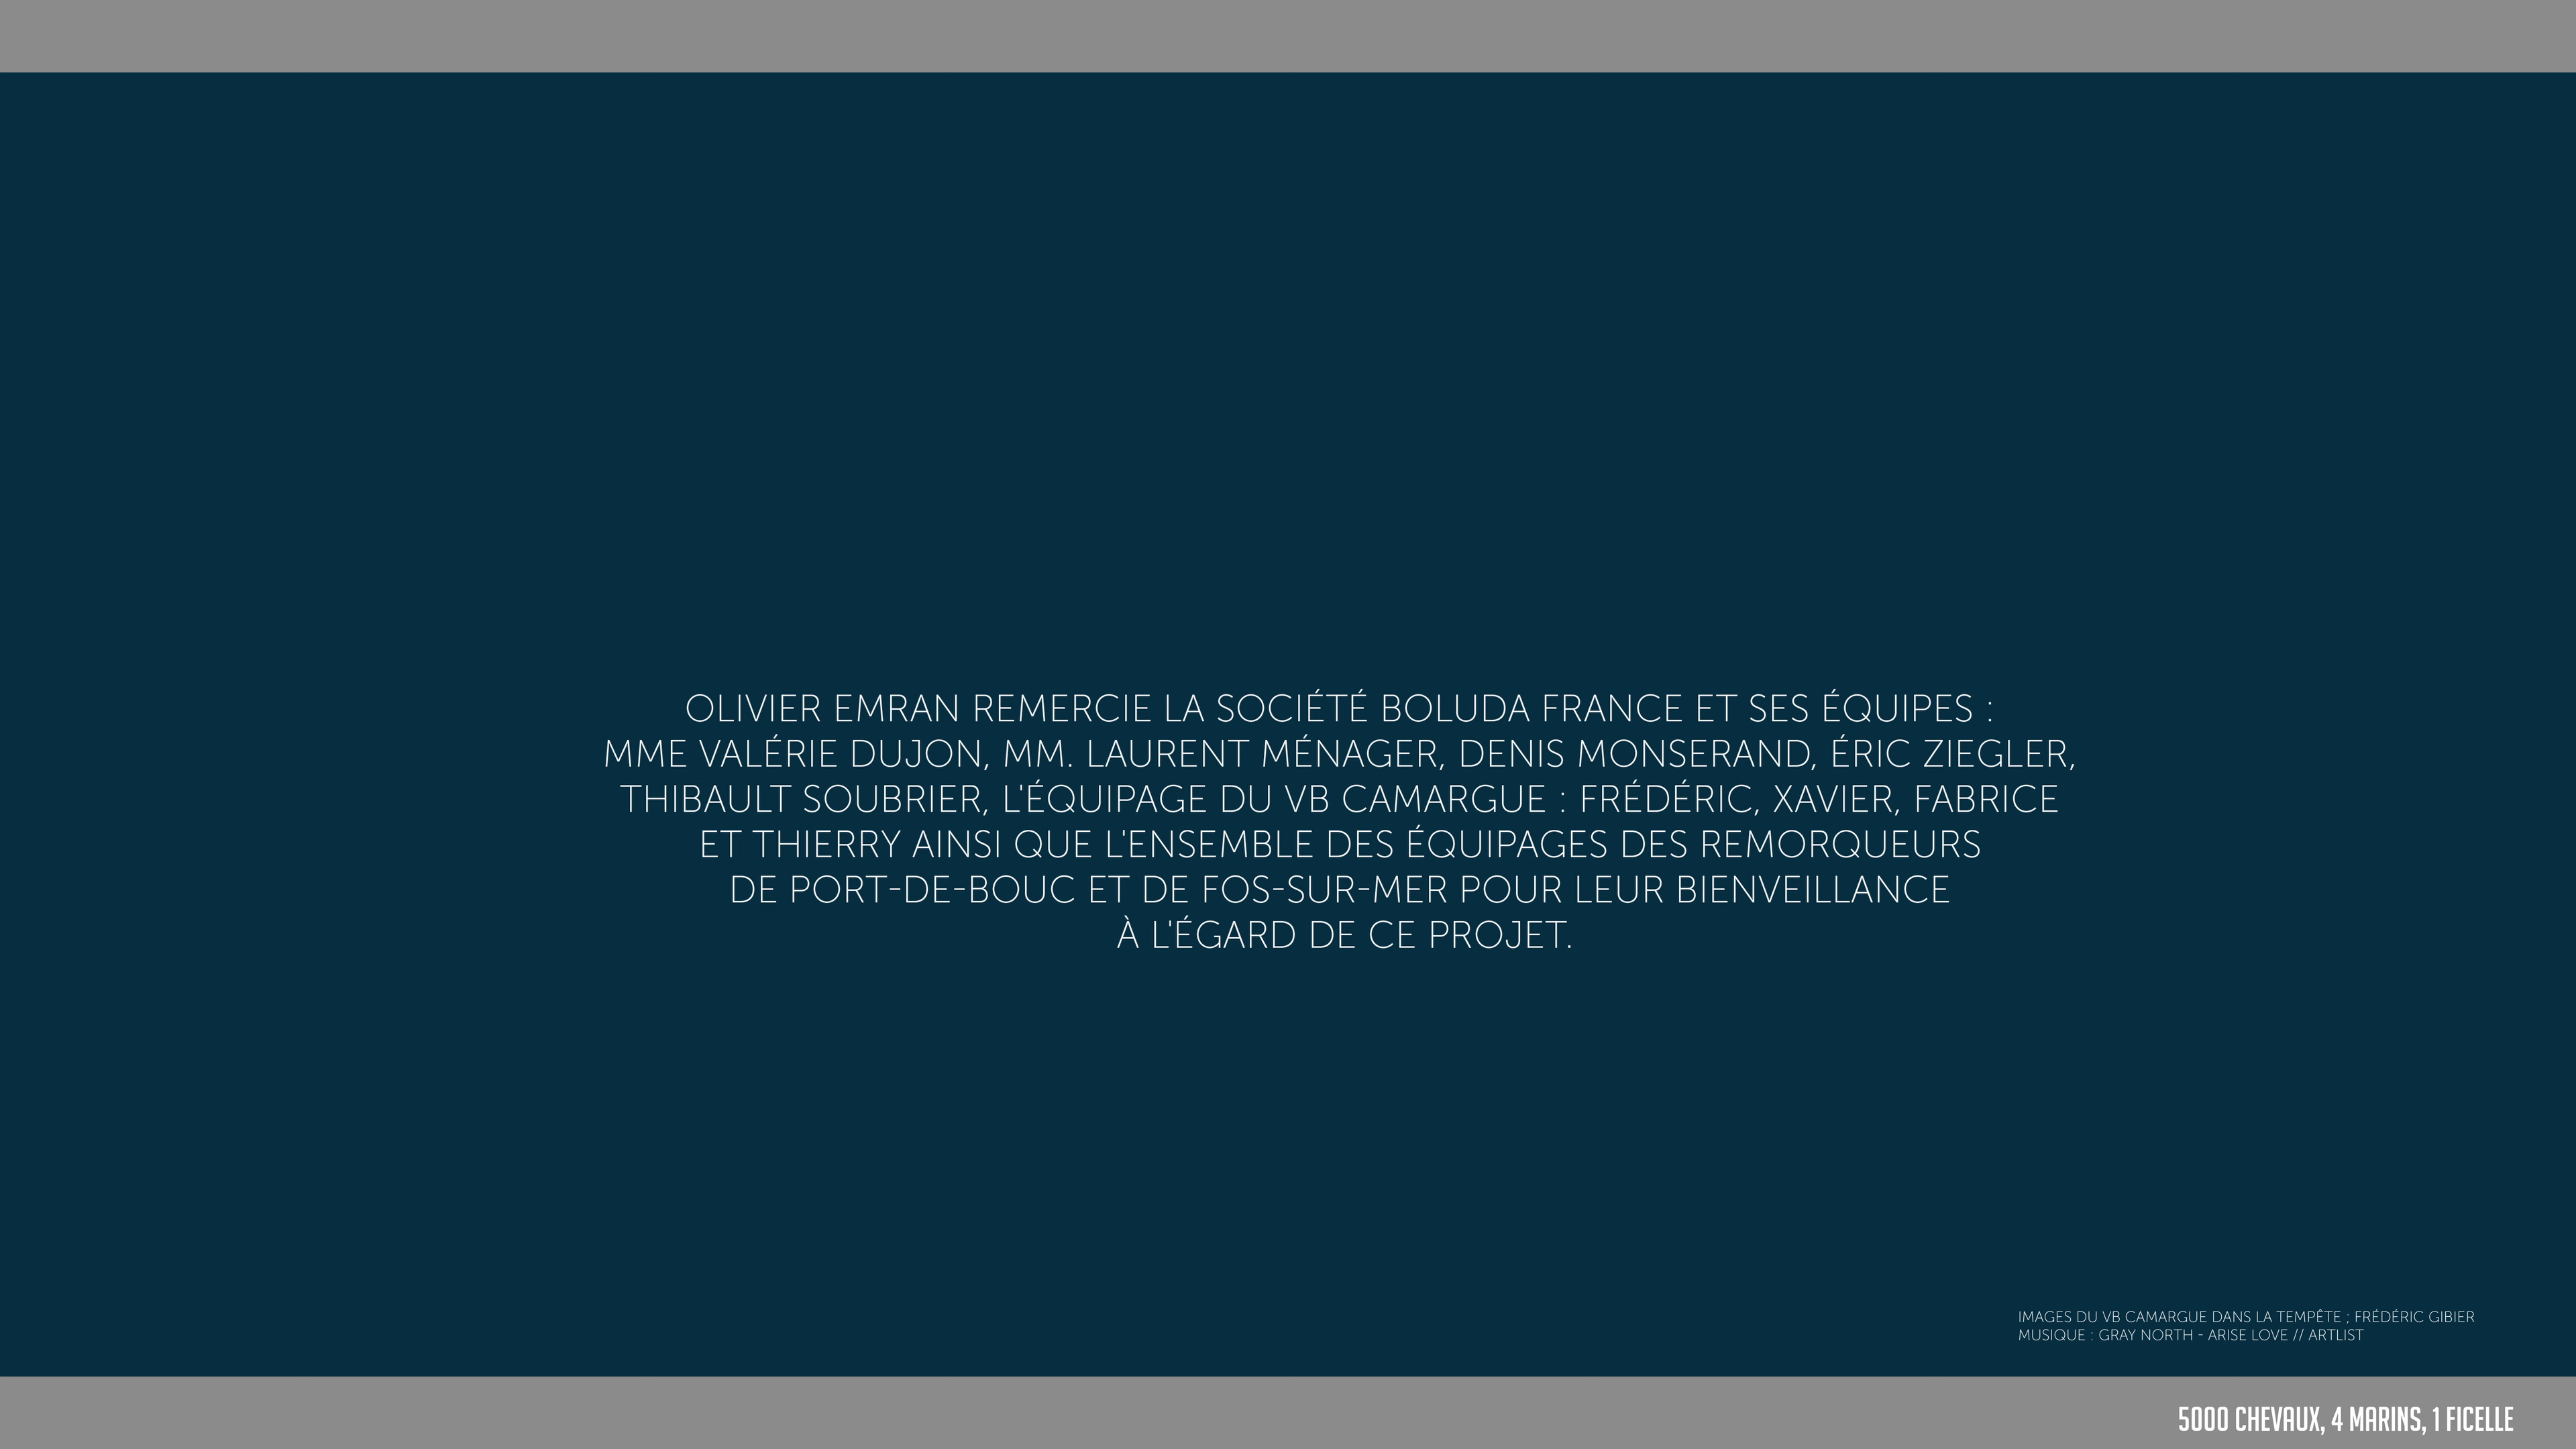 OLIVIER EMRAN REMERCIE LA SOCIÉTÉ BOLUDA FRANCE ET SES ÉQUIPES :
MME VALÉRIE DUJON, MM. LAURENT MÉNAGER, DENIS MONSERAND, ÉRIC ZIEGLER,
THIBAULT SOUBRIER, L'ÉQUIPAGE DU VB CAMARGUE : FRÉDÉRIC, XAVIER, FABRICE
ET THIERRY AINSI QUE L'ENSEMBLE DES ÉQUIPAGES DES REMORQUEURS
DE PORT-DE-BOUC ET DE FOS-SUR-MER POUR LEUR BIENVEILLANCE
À L'ÉGARD DE CE PROJET.
IMAGES DU VB CAMARGUE DANS LA TEMPÊTE ; FRÉDÉRIC GIBIER
MUSIQUE : GRAY NORTH - ARISE LOVE // ARTLIST
5000 CHEVAUX, 4 MARINS, 1 FICELLE